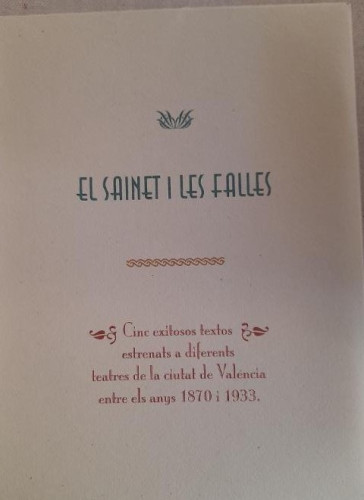 EL SAINET I LES FALLES
Cinc exitosos textos
estrenats a diferents
teatres de la ciutat de València
entre els anys 1870 i 1933.